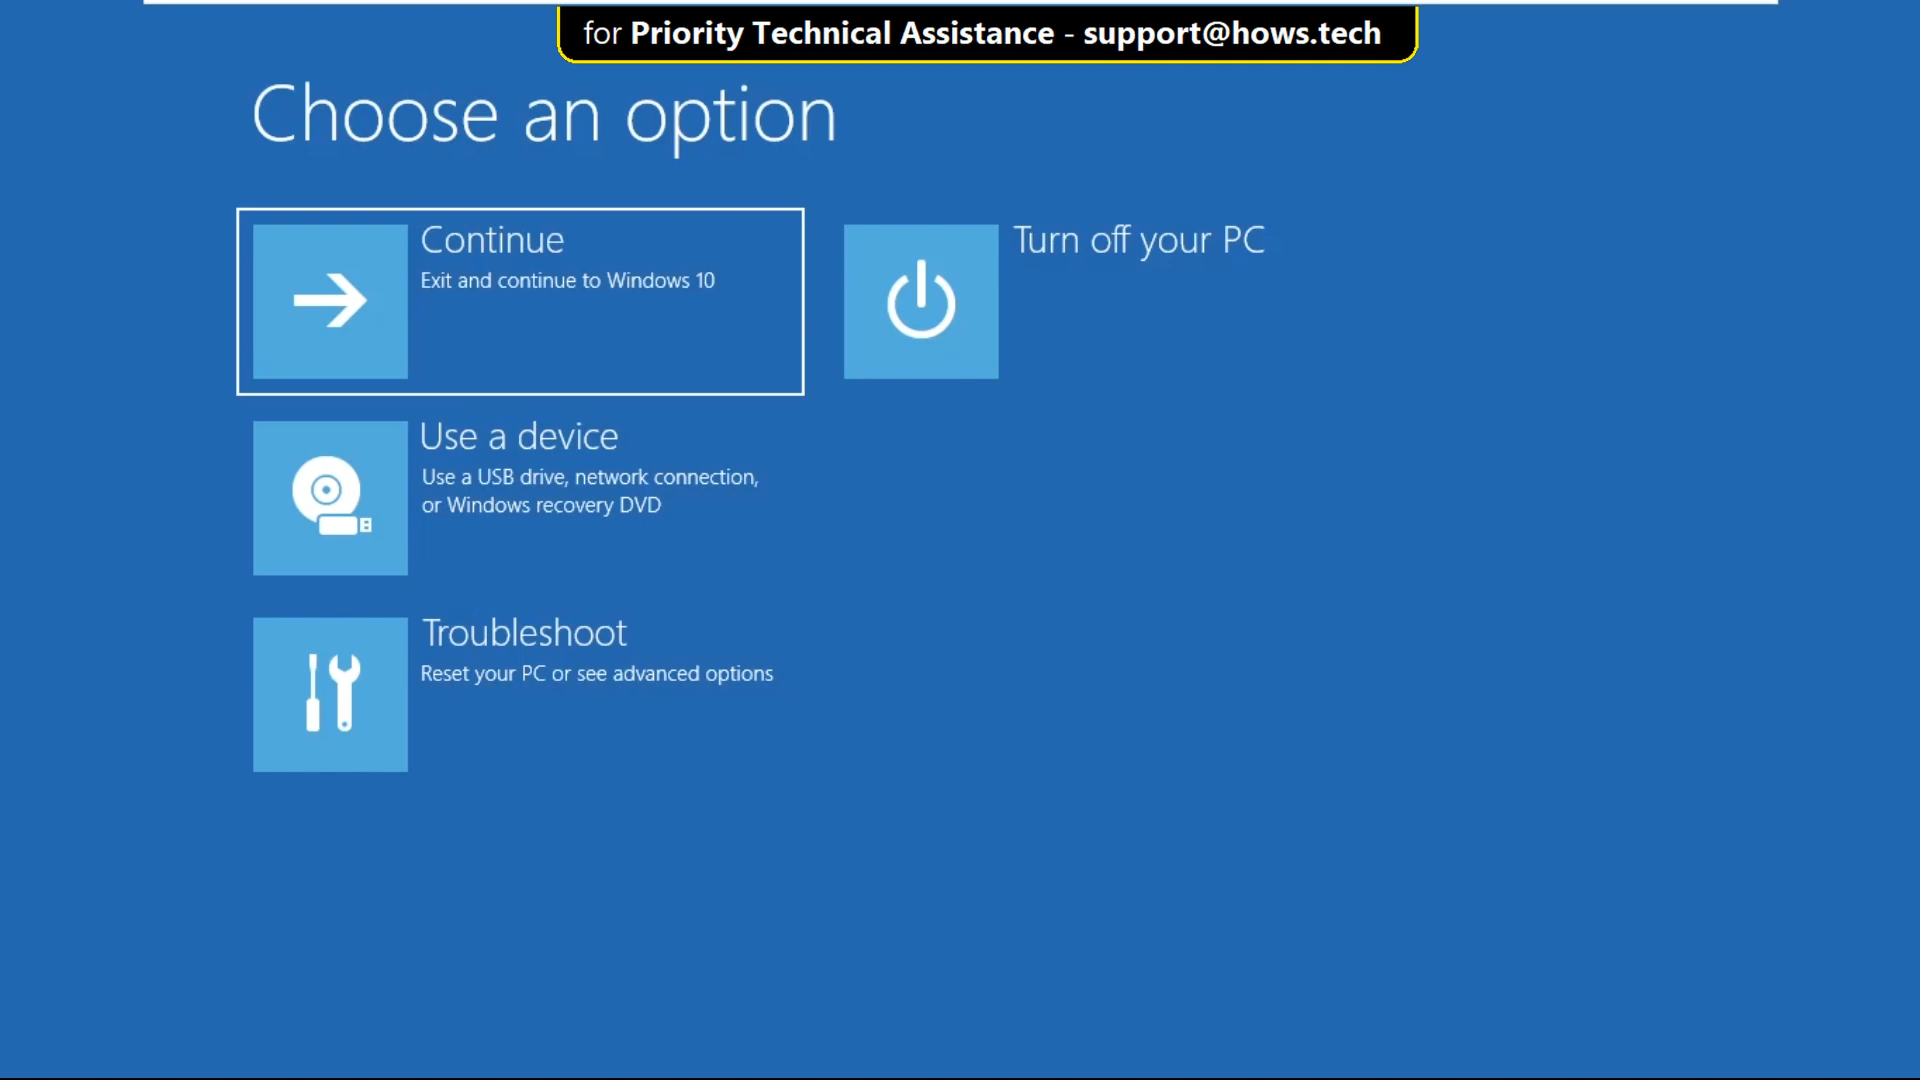 for Priority Technical Assistance - support@hows.tech
Choose an option
Continue
Exit and continue to Windows 10
Turn off your PC
Use a device
Use a USB drive, network connection,
or Windows recovery DVD
Troubleshoot
Reset your PC or see advanced options